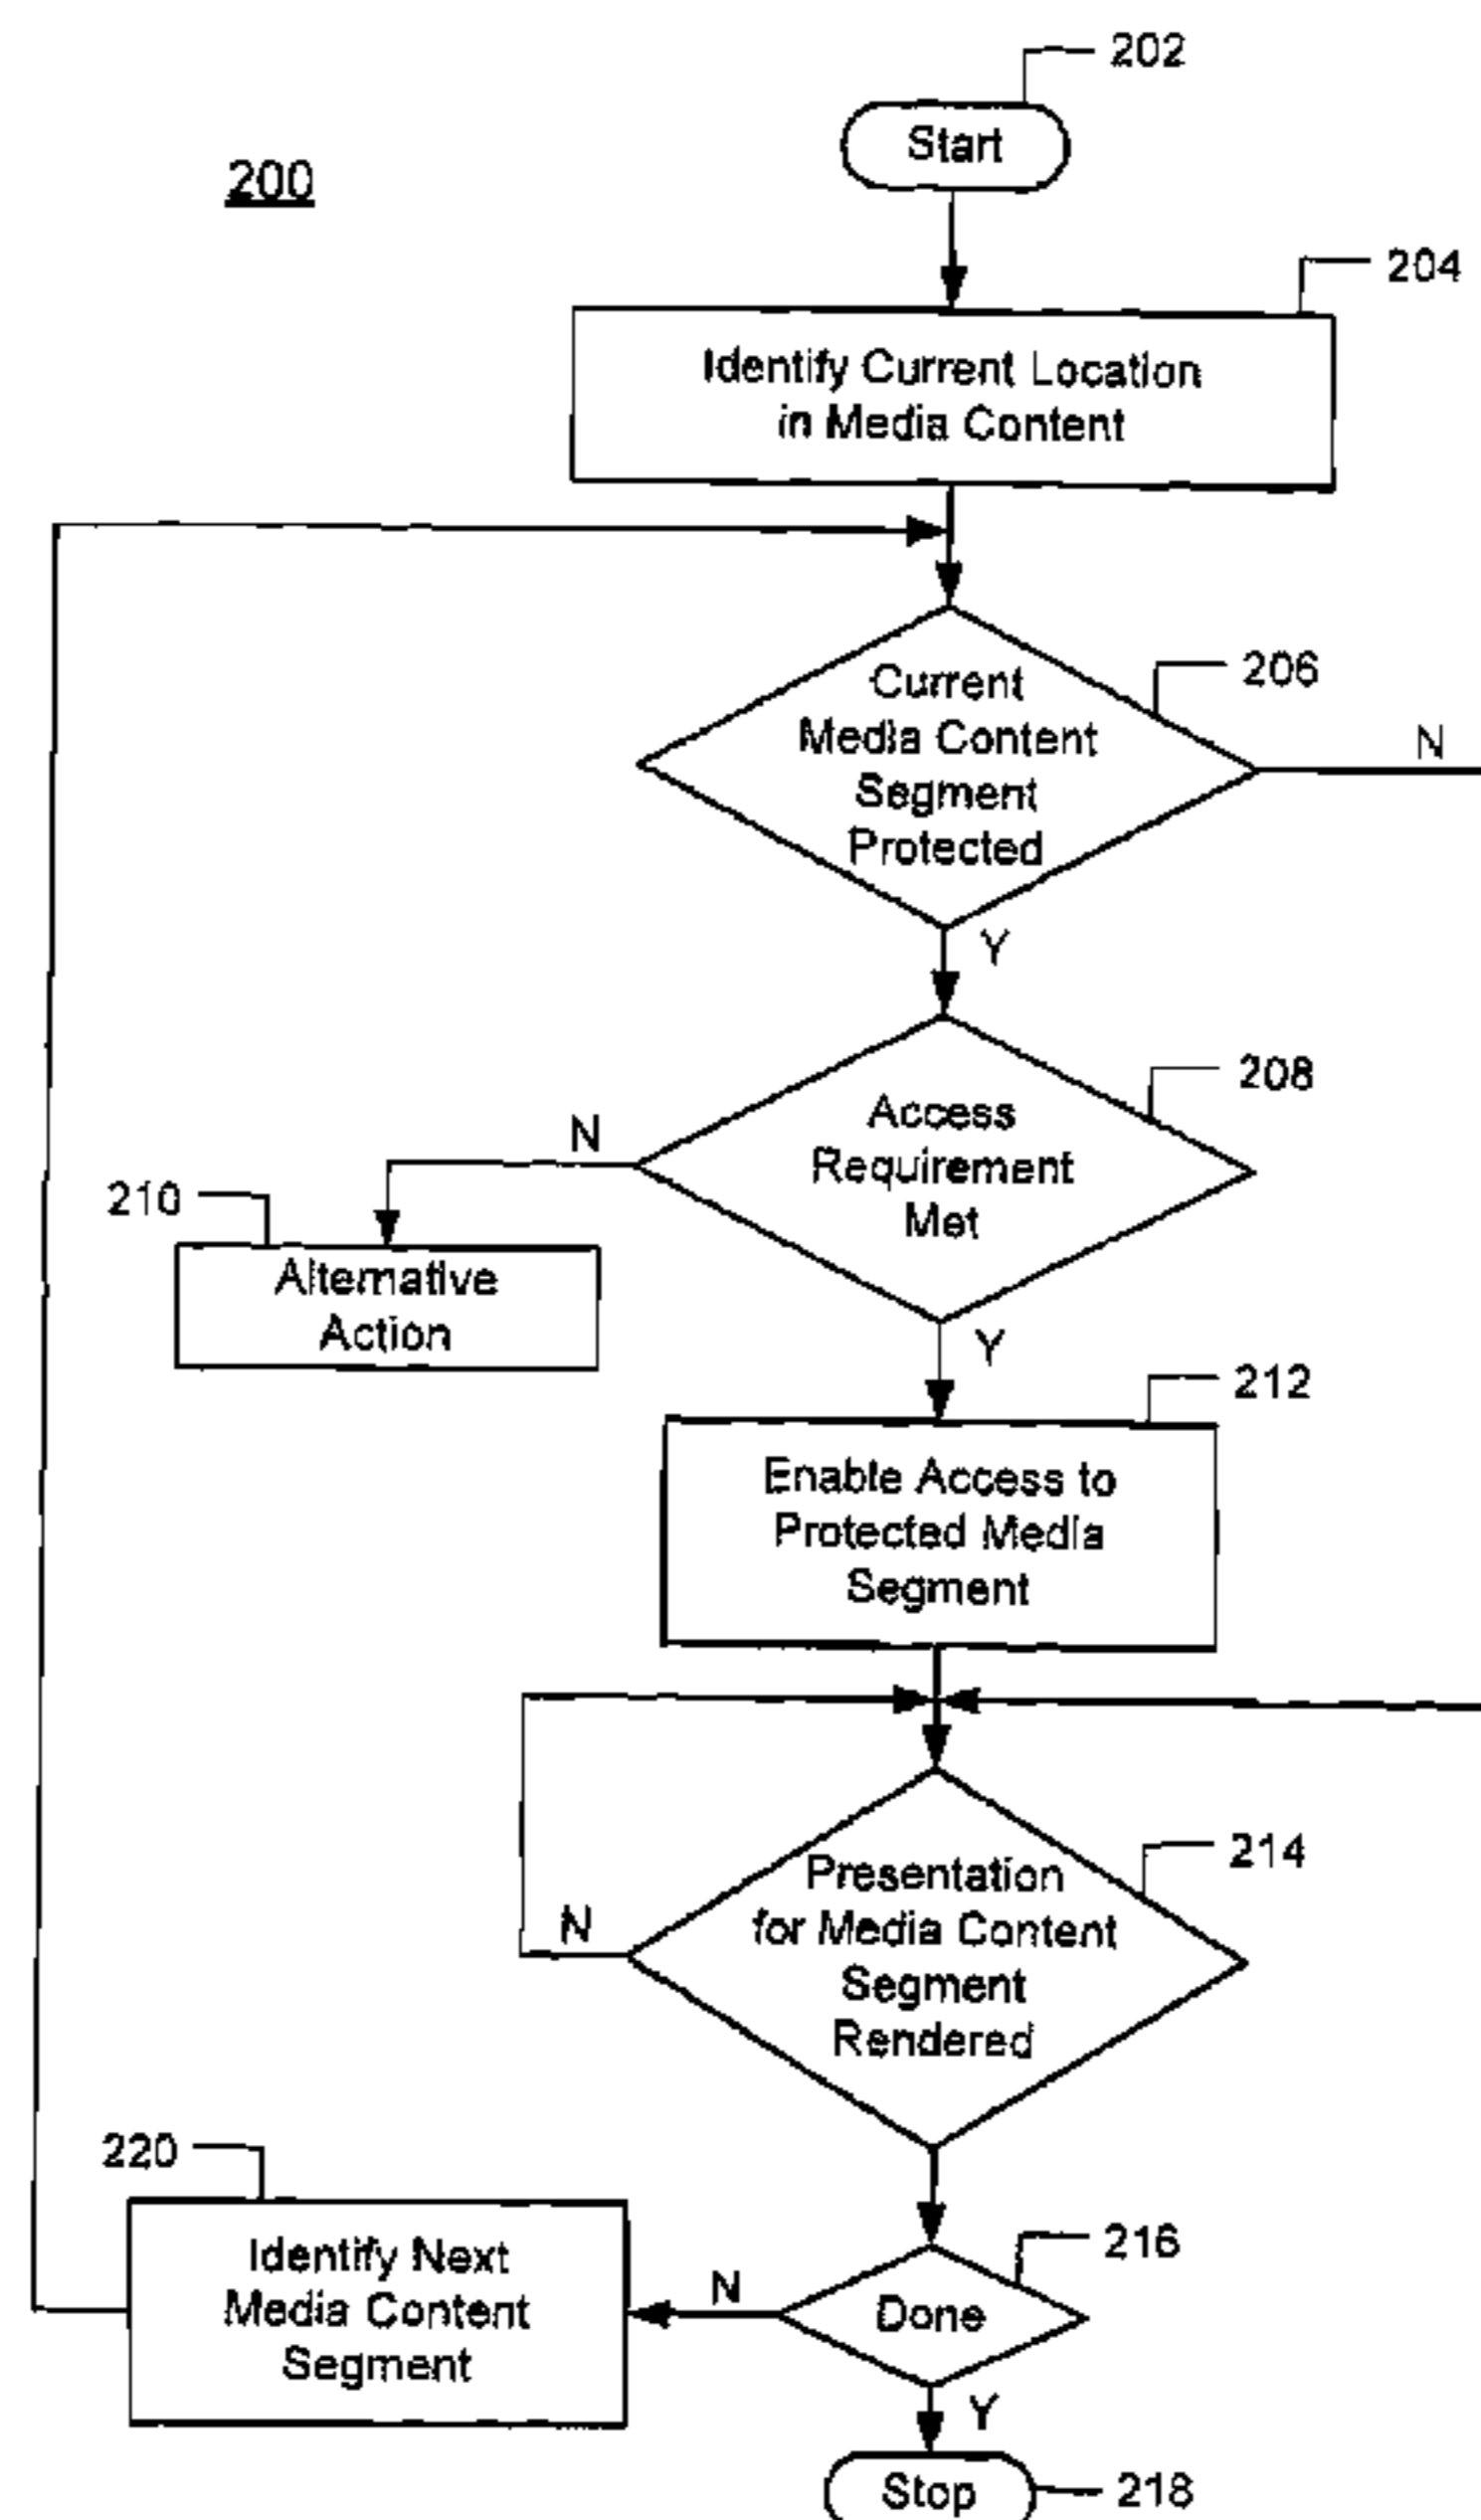 202
Start
200
204
Identify Current Location
in Media Content
206
Current
Media Content
Segment
Protected
N
Y
208
Access
Requirement
Met
N
210
Alternative
Action
Y
212
Enable Access to
Protected Media
Segment
214
Presentation
for Media Content
Segment
Rendered
N
220
Identify Next
Media Content
Segment
216
N
Done
Y
Stop
218